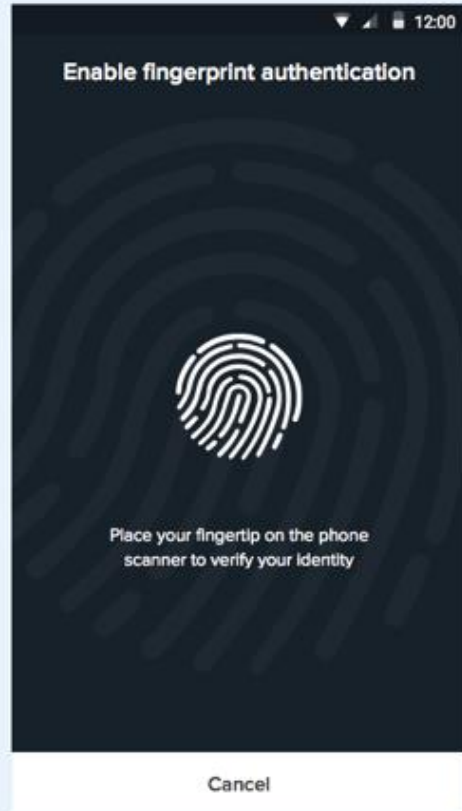 12:00
Enable fingerprint authentication
Place your fingertip on the phone
scanner to verify your identity
Cancel